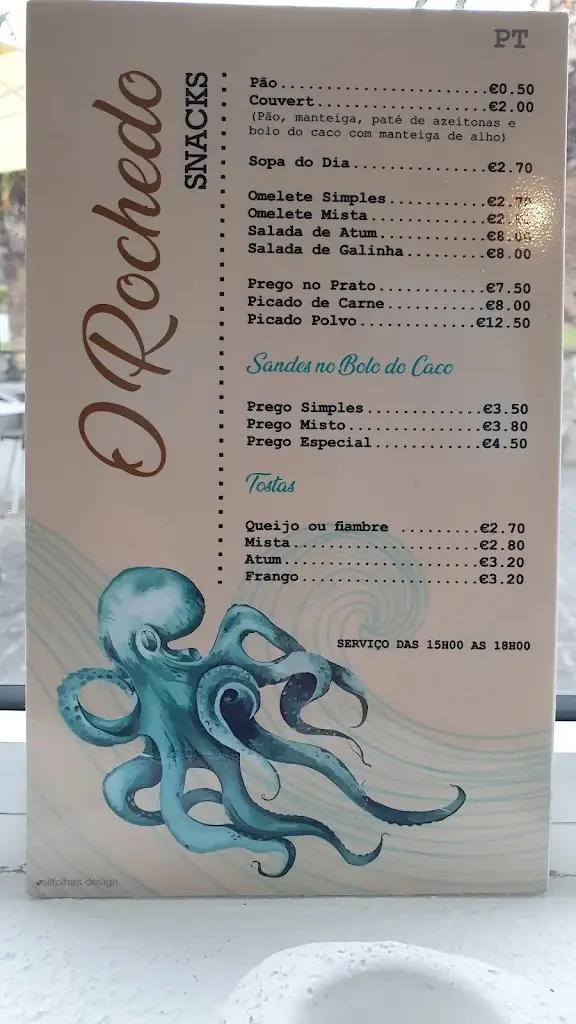 PT
O Rochedo
SNACKS
Pão.......................€0.50
Couvert...................€2.00
(Pão, manteiga, paté de azeitonas e
bolo do caco com manteiga de alho)
Sopa do Dia...............€2.70
Omelete Simples...........
Omelete Mista.............
Salada de Atum............€8.00
Salada de Galinha.........€8.00
Prego no Prato............€7.50
Picado de Carne...........€8.00
Picado Polvo.............€12.50
Sandes no Bolo do Caco
Prego Simples.............€3.50
Prego Misto...............€3.80
Prego Especial............€4.50
Tostas
Queijo ou fiambre .........€2.70
Mista.....................€2.80
Atum......................€3.20
Frango....................€3.20
SERVIÇO DAS 15H00 AS 18H00
milfolhas design